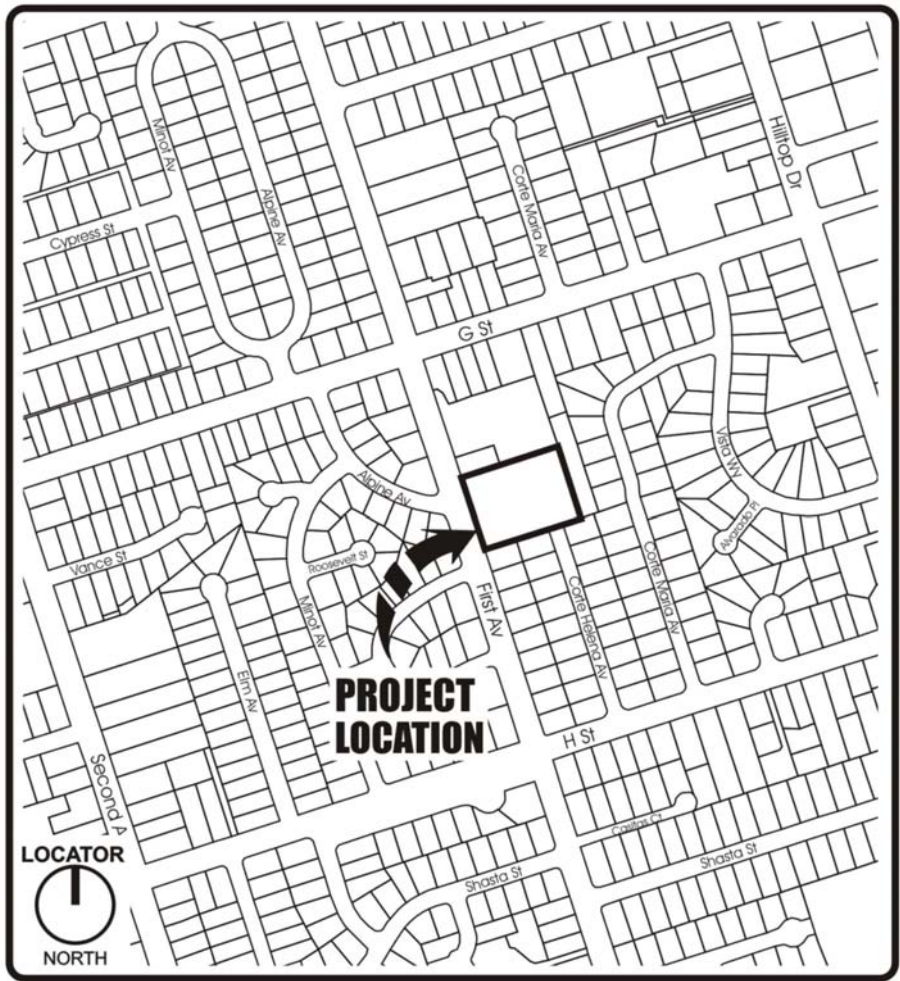 Minot Av
Alpine Av
Hilltop Dr
Corte Maria Av
Cypress St
G St
Vista Wy
Alpine Av
Alvarado Pl
Vance St
Roosevelt St
Minot Av
First Av
Corte Helena Av
Corte Maria Av
Elm Av
PROJECT
LOCATION
H St
Second A
Casitas Ct
Shasta St
Shasta St
LOCATOR
NORTH